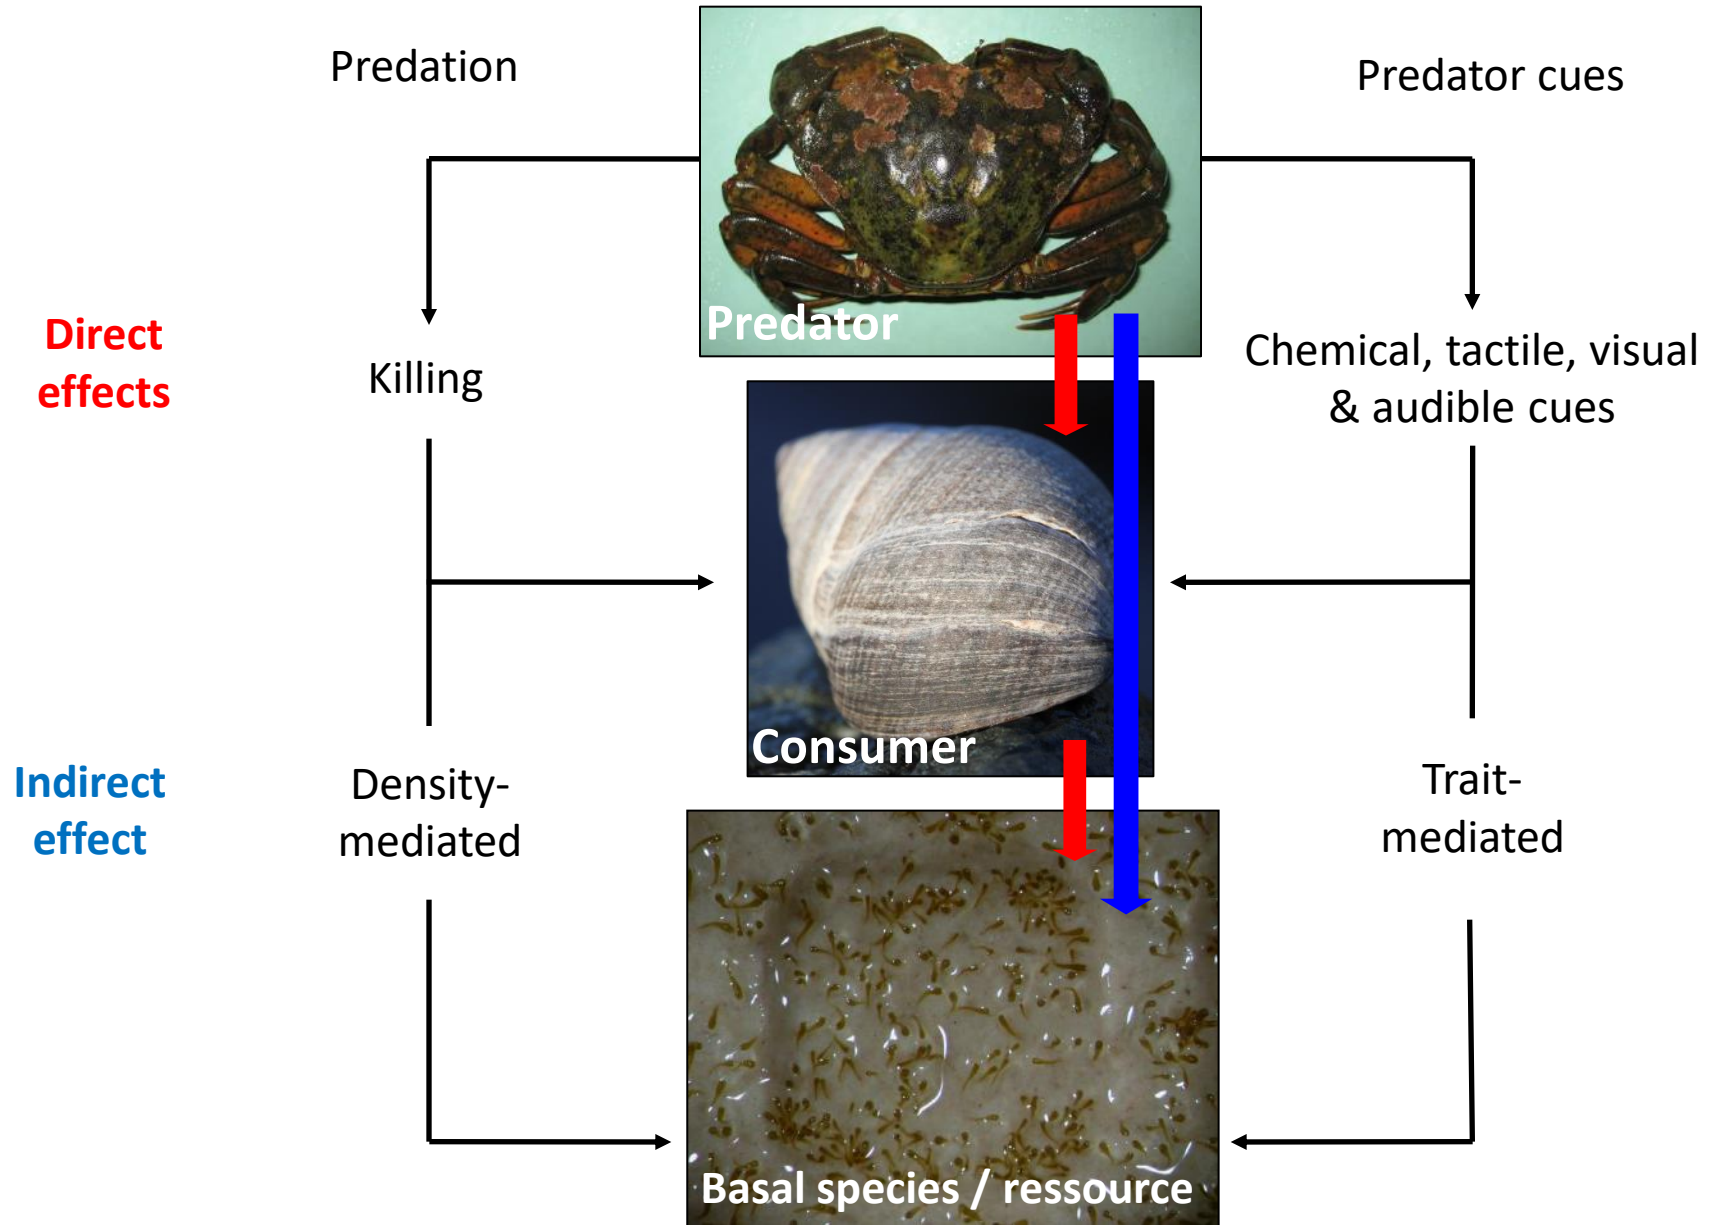 Predation
Predator cues
Predator
Direct
effects
Killing
Chemical, tactile, visual
& audible cues
Consumer
Indirect
effect
Density-
mediated
Trait-
mediated
Basal species / ressource